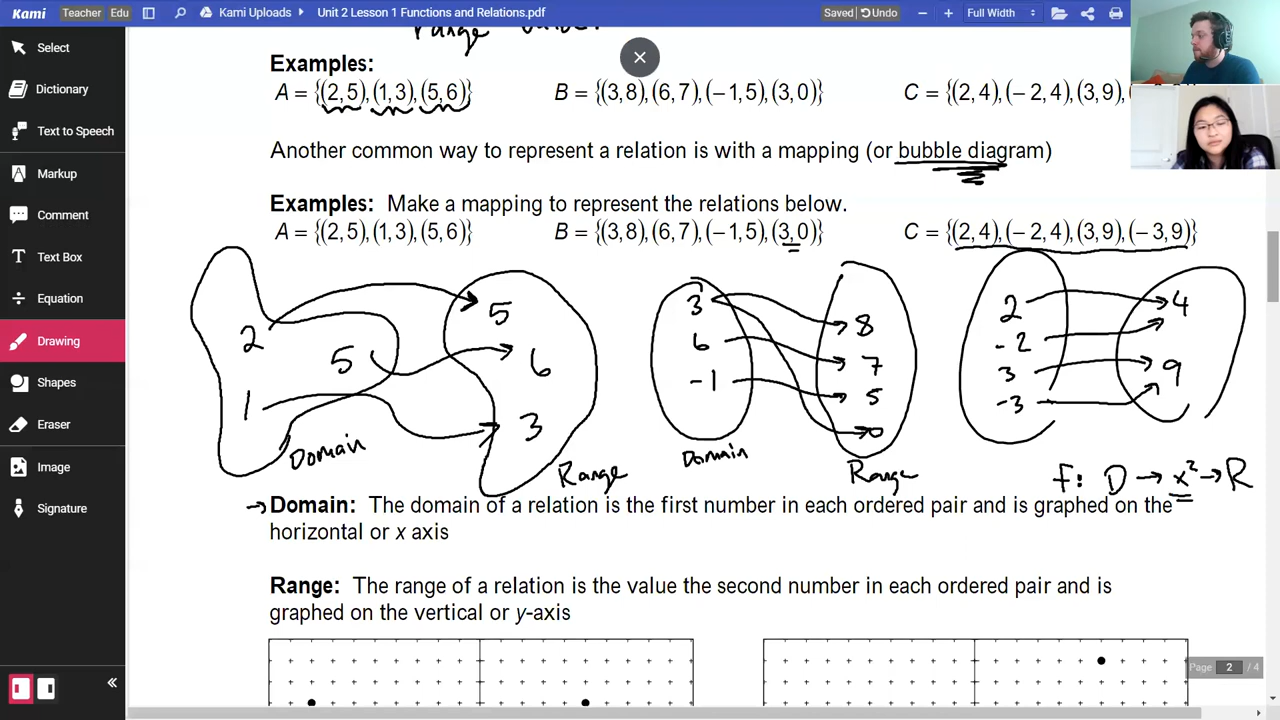 Kami Teacher Edu Kami Uploads Unit 2 Lesson 1 Functions and Relations.pdf Saved Undo Full Width
Select
Dictionary
Text to Speech
Markup
Comment
Text Box
Equation
Drawing
Shapes
Eraser
Image
Signature
range
Examples:
A = {(2,5),(1,3),(5,6)} B = {(3,8),(6,7),(−1,5),(3,0)} C = {(2,4),(−2,4),(3,9),
Another common way to represent a relation is with a mapping (or bubble diagram)
Examples: Make a mapping to represent the relations below.
A = {(2,5),(1,3),(5,6)} B = {(3,8),(6,7),(−1,5),(3,0)} C = {(2,4),(−2,4),(3,9),(−3,9)}
2 5 1 Domain
5 6 3 Range
3 6 -1 Domain
8 7 5 0 Range
2 -2 3 -3
4 9
F: D → x² → R
→ Domain: The domain of a relation is the first number in each ordered pair and is graphed on the
horizontal or x axis
Range: The range of a relation is the value the second number in each ordered pair and is
graphed on the vertical or y-axis
Page 2 / 4